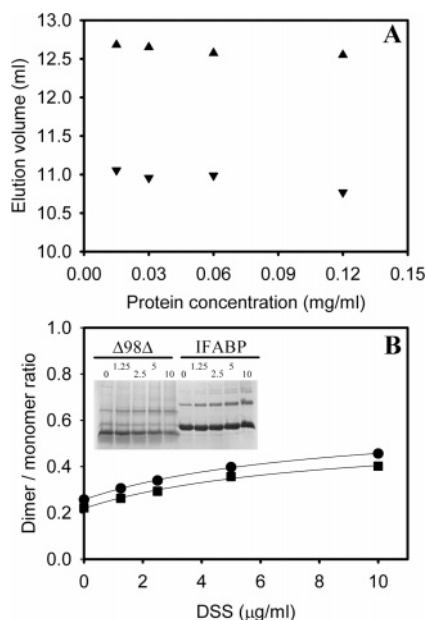 A
13.0
12.5
12.0
11.5
11.0
10.5
10.0
Elution volume (ml)
0.00 0.03 0.06 0.09 0.12 0.15
Protein concentration (mg/ml)
B
1.0
0.8
0.6
0.4
0.2
0.0
Dimer / monomer ratio
Δ98Δ IFABP
0 1.25 2.5 5 10 0 1.25 2.5 5 10
0 2 4 6 8 10
DSS (μg/ml)